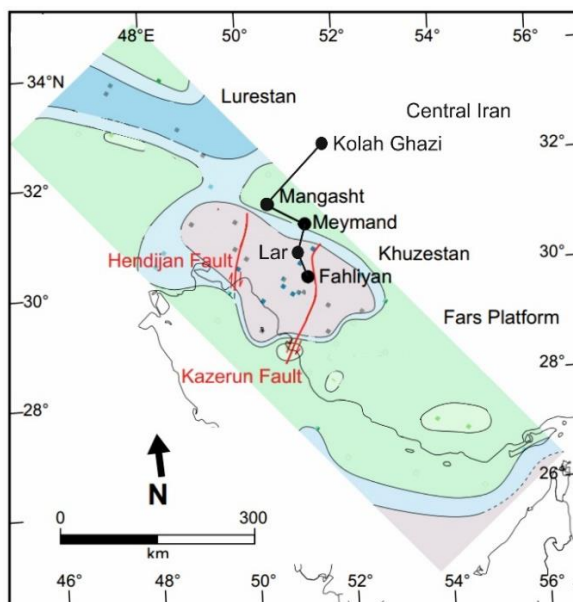 48°E 50° 52° 54° 56°
34°N
Lurestan
Central Iran
Kolah Ghazi
32°
32°
Mangasht
Meymand
Lar
Khuzestan
30°
Hendijan Fault
Fahliyan
30°
Fars Platform
28°
Kazerun Fault
28°
26°
N
0 300
km
46° 48° 50° 52° 54° 56°